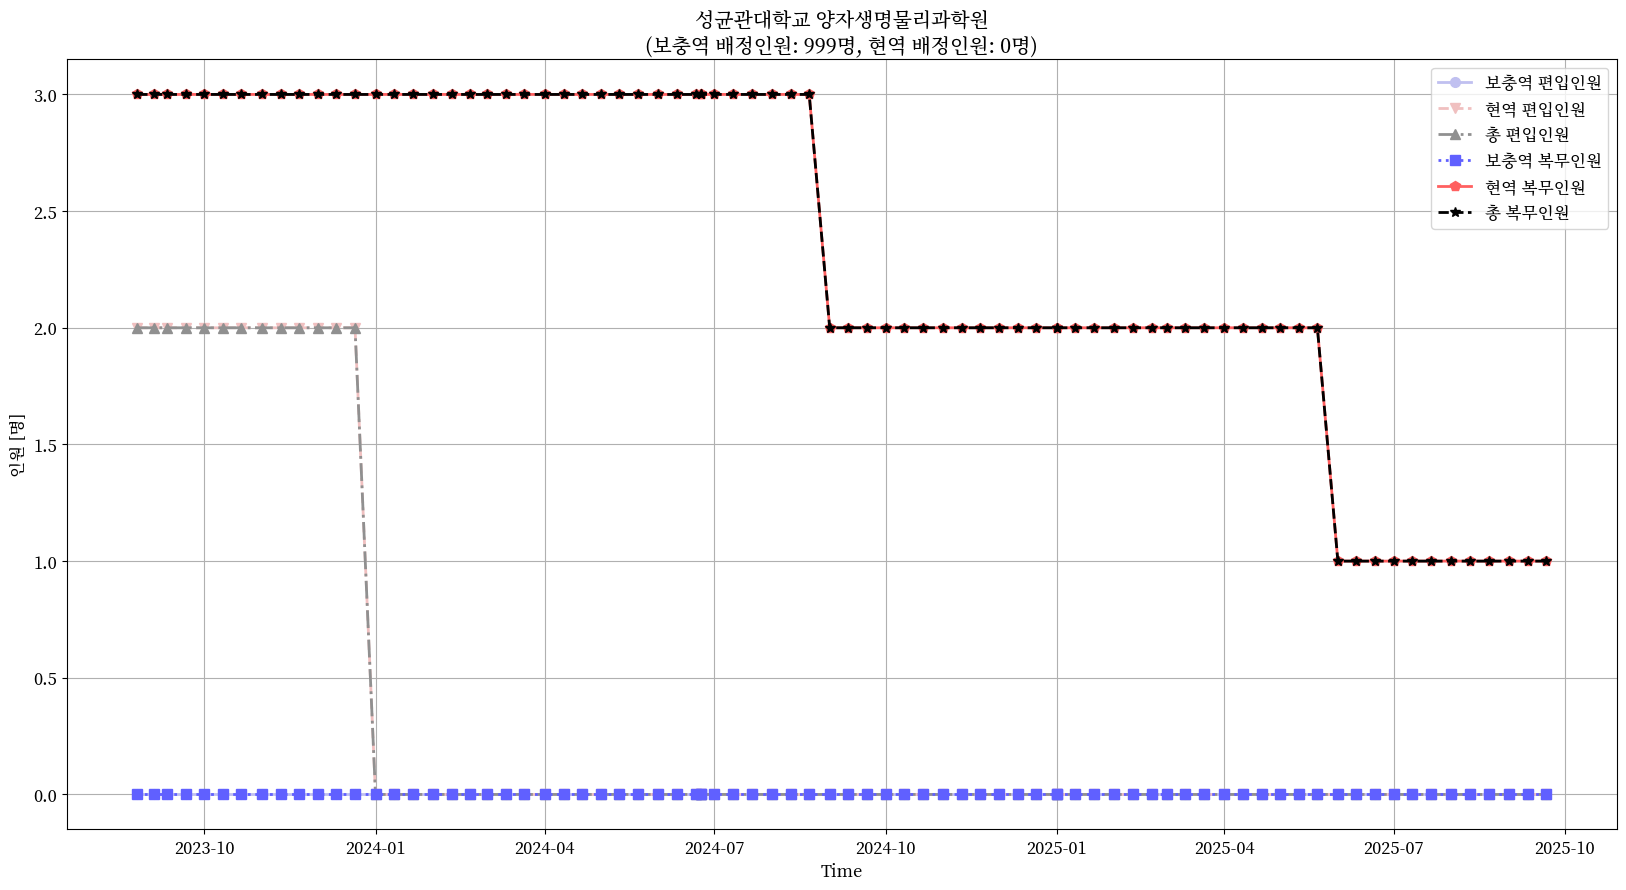 성균관대학교 양자생명물리과학원
(보충역 배정인원: 999명, 현역 배정인원: 0명)
보충역 편입인원
현역 편입인원
총 편입인원
보충역 복무인원
현역 복무인원
총 복무인원
인원 [명]
3.0
2.5
2.0
1.5
1.0
0.5
0.0
2023-10
2024-01
2024-04
2024-07
2024-10
2025-01
2025-04
2025-07
2025-10
Time